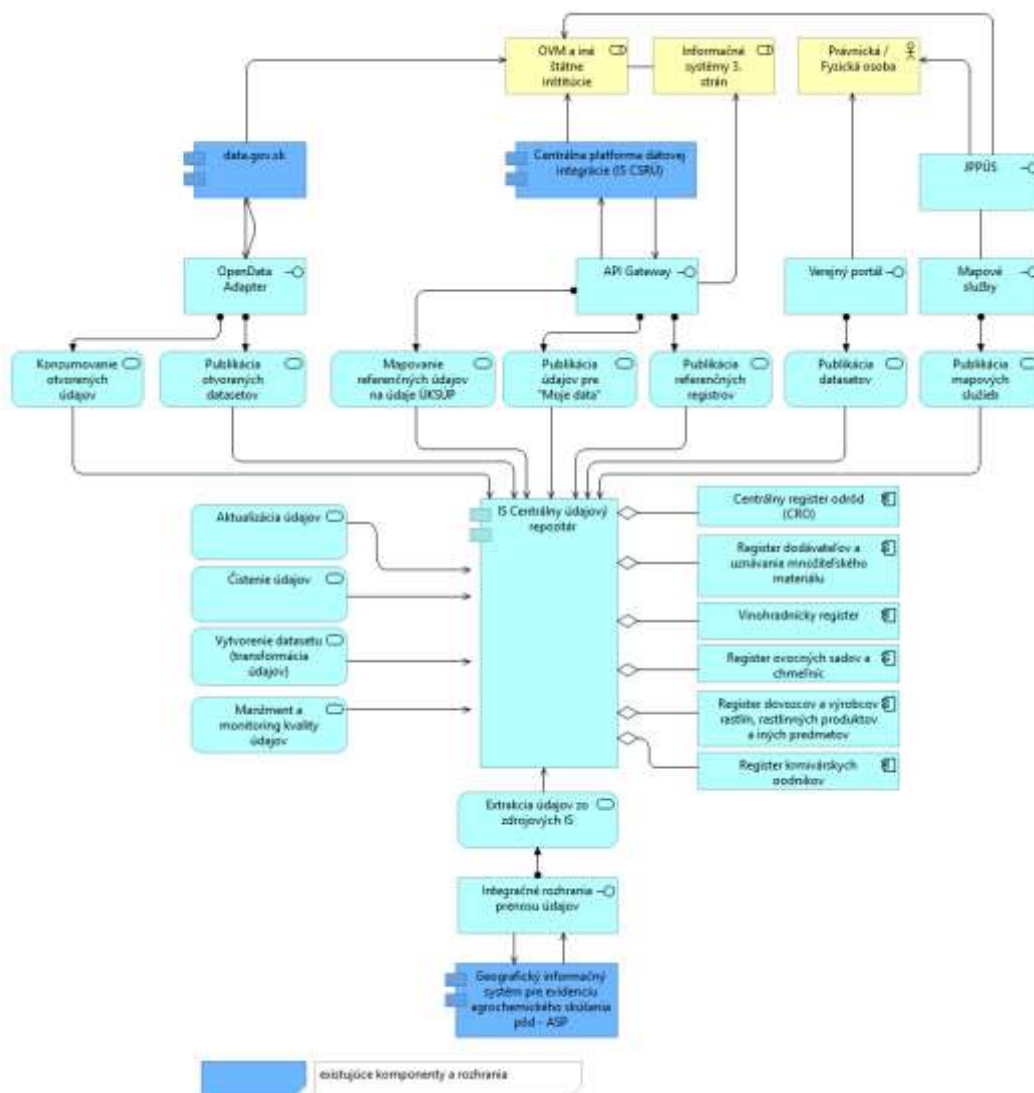 OVM a iné
štátne
inštitúcie
Informačné
systémy 3.
strán
Právnická /
Fyzická osoba
data.gov.sk
Centrálna platforma dátovej
integrácie (IS CSRÚ)
JPPÚS
OpenData
Adapter
API Gateway
Verejný portál
Mapové
služby
Konzumovanie
otvorených
údajov
Publikácia
otvorených
datasetov
Mapovanie
referenčných údajov
na údaje ÚKSÚP
Publikácia
údajov pre
"Moje dáta"
Publikácia
referenčných
registrov
Publikácia
datasetov
Publikácia
mapových
služieb
Aktualizácia údajov
Čistenie údajov
Vytvorenie datasetu
(transformácia
údajov)
Manžment a
monitoring kvality
údajov
IS Centrálny údajový
repozitár
Centrálny register odrôd
(CRO)
Register dodávateľov a
uznávania množiteľského
materiálu
Vinohradnícky register
Register ovocných sadov a
chmeľníc
Register dovozcov a výrobcov
rastlín, rastlinných produktov
a iných predmetov
Register krmivárskych
podnikov
Extrakcia údajov zo
zdrojových IS
Integračné rozhrania
prenosu údajov
Geografický informačný
systém pre evidenciu
agrochemického skúšania
pôd - ASP
existujúce komponenty a rozhrania